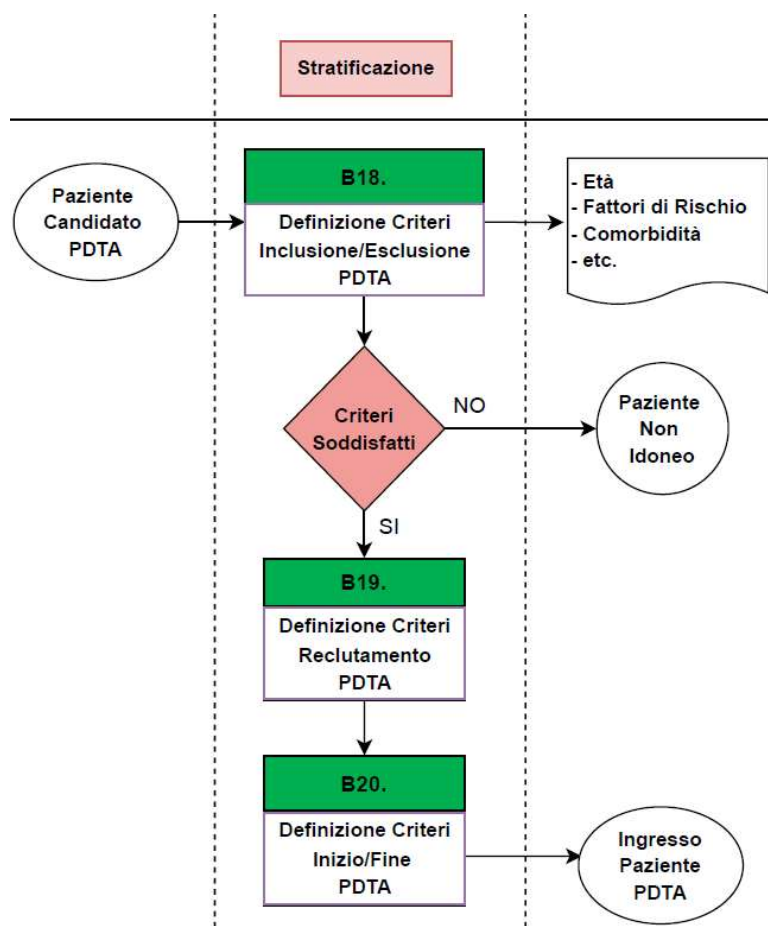 Stratificazione
Paziente
Candidato
PDTA
B18.
Definizione Criteri
Inclusione/Esclusione
PDTA
- Età
- Fattori di Rischio
- Comorbidità
- etc.
Criteri
Soddisfatti
NO
Paziente
Non
Idoneo
SI
B19.
Definizione Criteri
Reclutamento
PDTA
B20.
Definizione Criteri
Inizio/Fine
PDTA
Ingresso
Paziente
PDTA